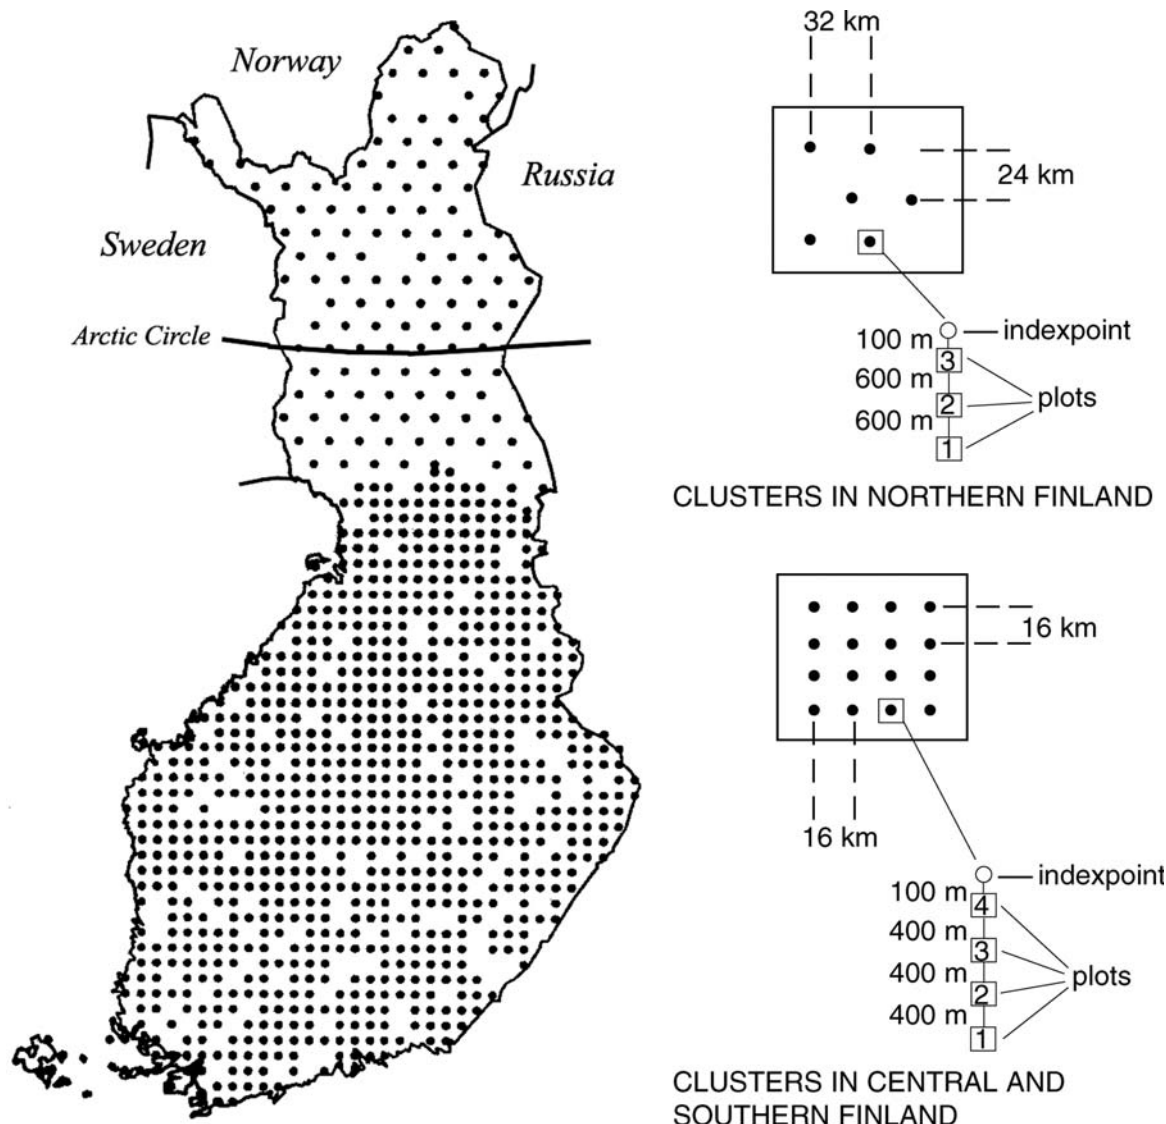 Norway
Russia
Sweden
Arctic Circle
32 km
24 km
indexpoint
100 m
3
600 m
2
plots
600 m
1
CLUSTERS IN NORTHERN FINLAND
16 km
16 km
indexpoint
100 m
4
400 m
3
400 m
2
plots
400 m
1
CLUSTERS IN CENTRAL AND
SOUTHERN FINLAND